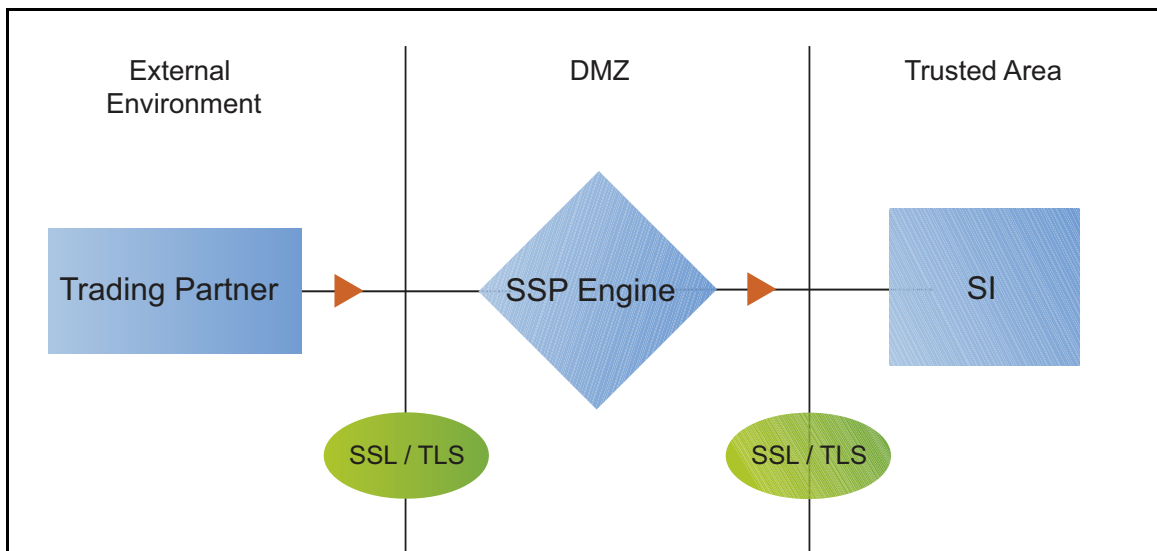 External
Environment
DMZ
Trusted Area
Trading Partner
SSP Engine
SI
SSL / TLS
SSL / TLS